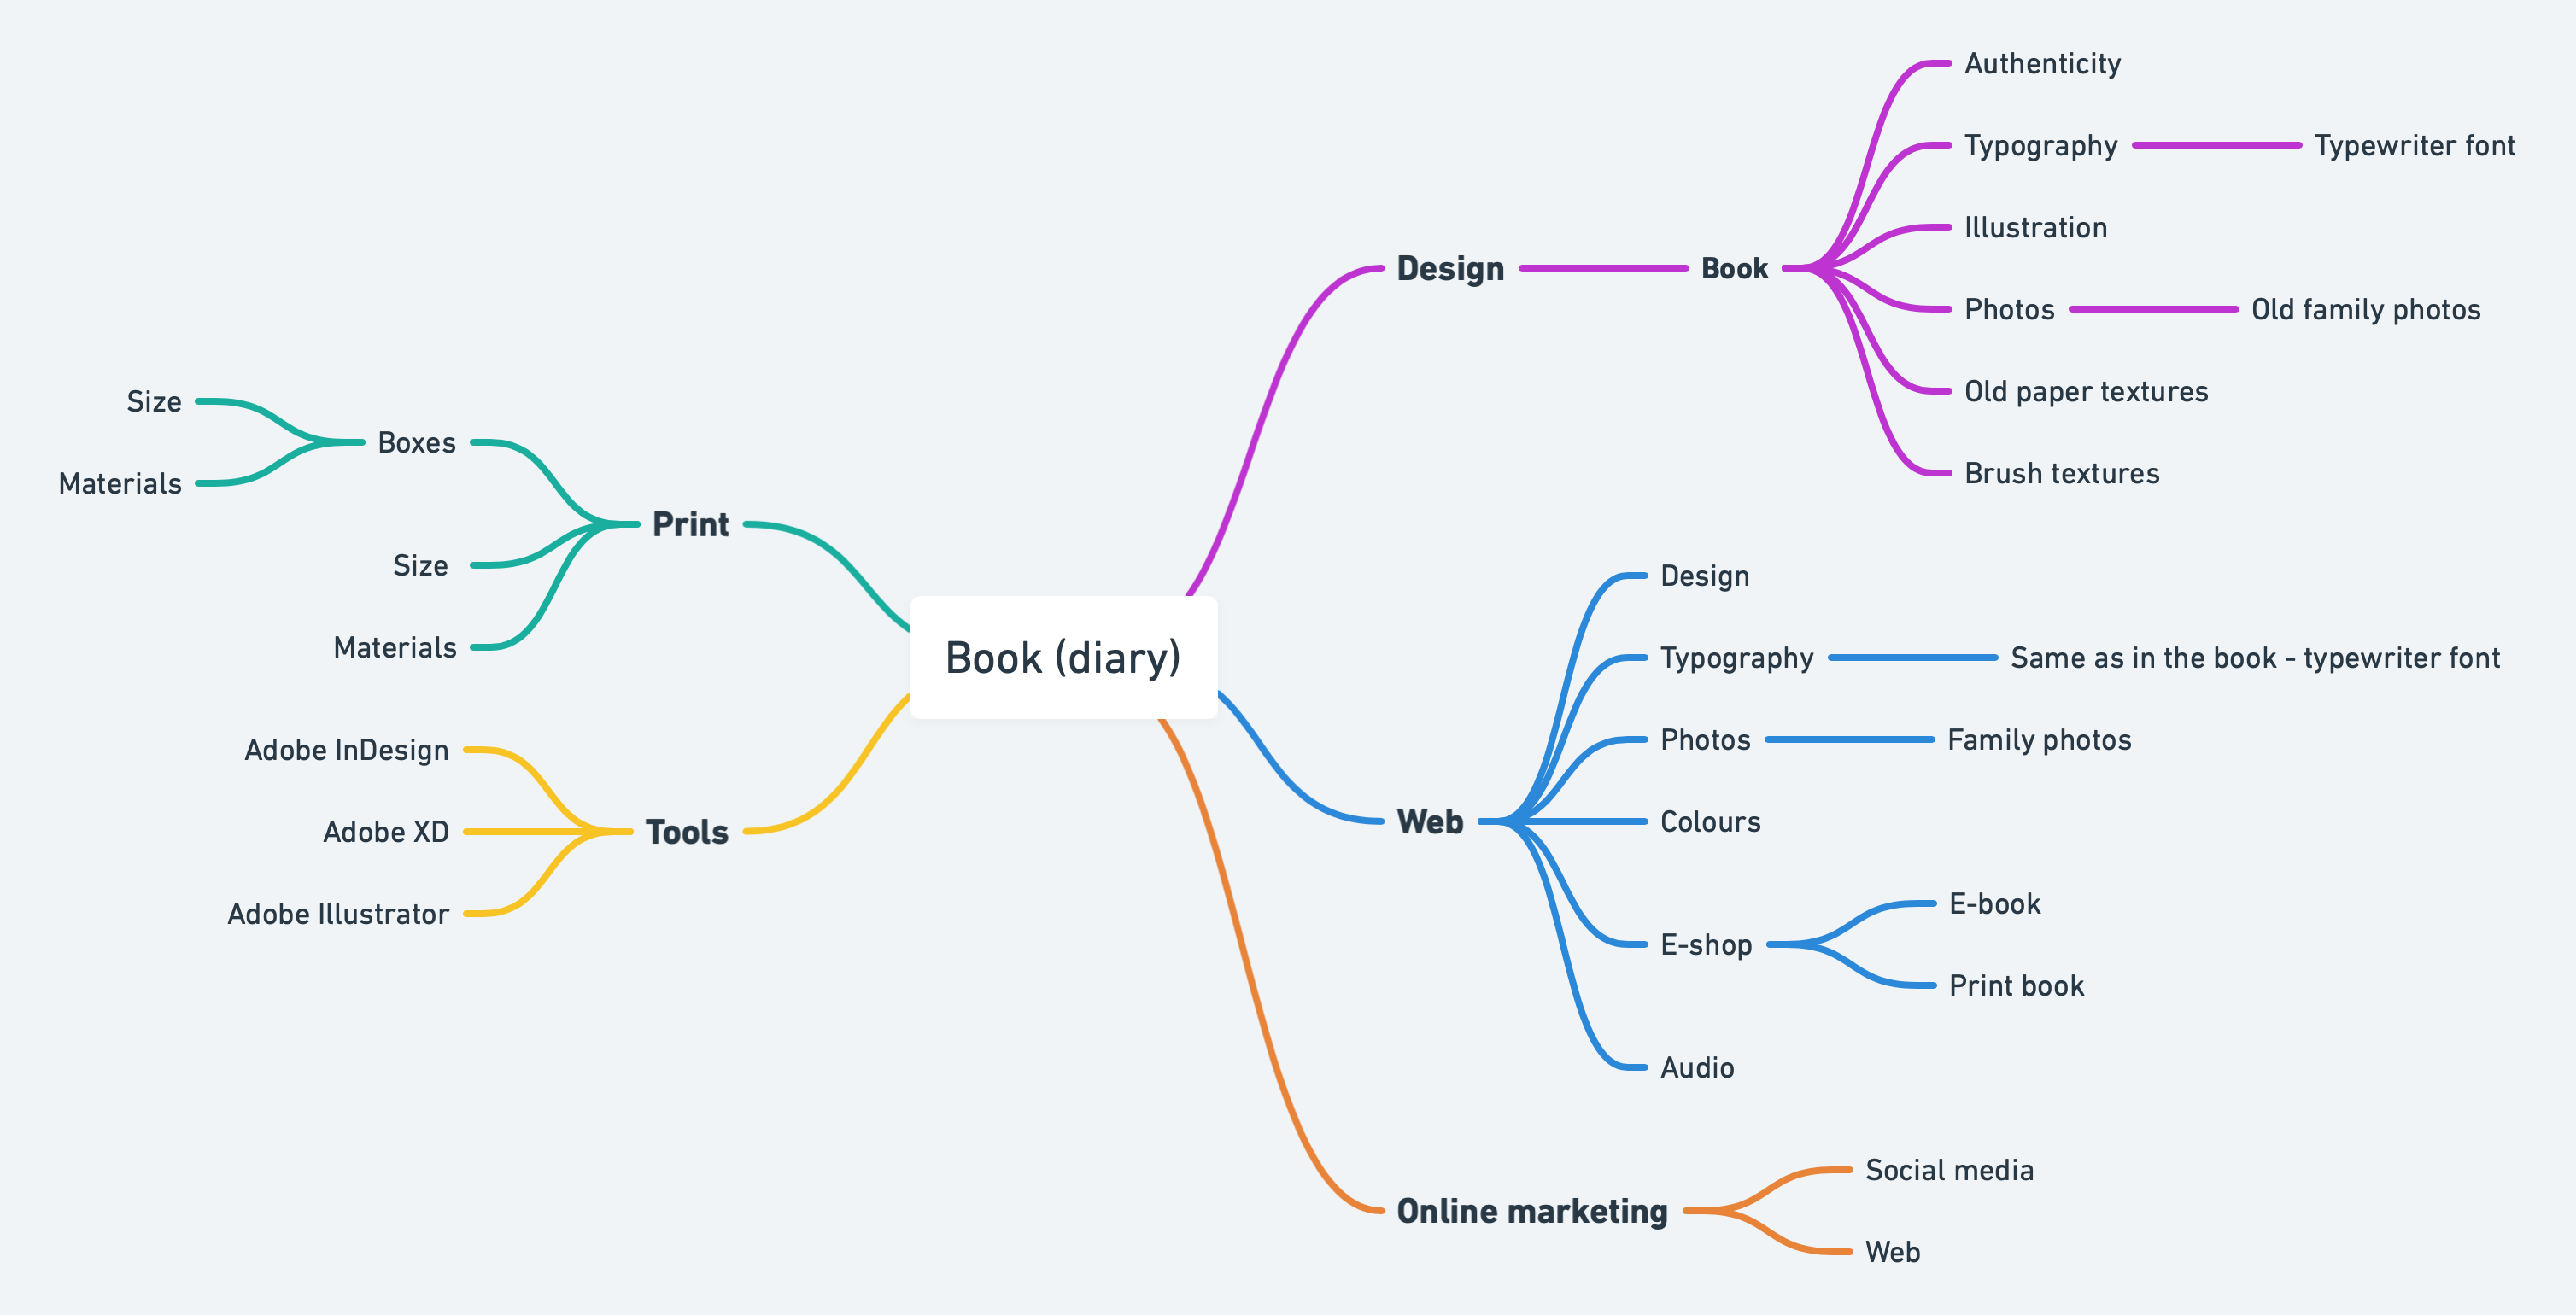 Book (diary)
Design
Book
Authenticity
Typography
Typewriter font
Illustration
Photos
Old family photos
Old paper textures
Brush textures
Web
Design
Typography
Same as in the book - typewriter font
Photos
Family photos
Colours
E-shop
E-book
Print book
Audio
Online marketing
Social media
Web
Print
Boxes
Size
Materials
Size
Materials
Tools
Adobe InDesign
Adobe XD
Adobe Illustrator